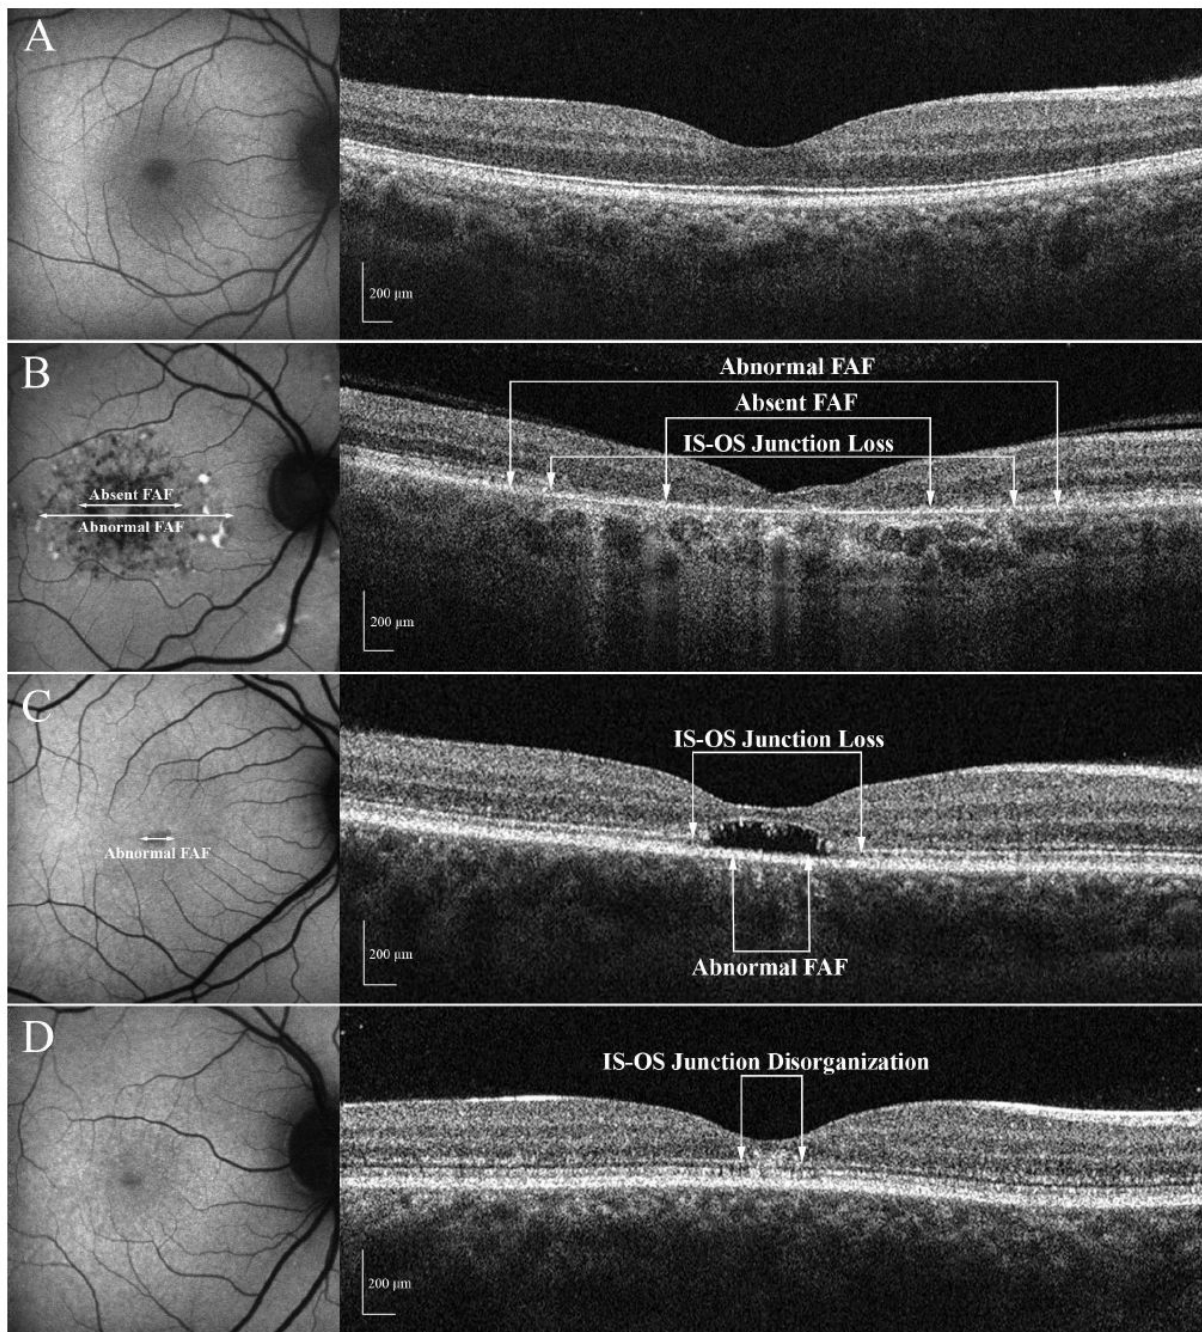 A
200 µm
B
Absent FAF
Abnormal FAF
Abnormal FAF
Absent FAF
IS-OS Junction Loss
200 µm
C
Abnormal FAF
IS-OS Junction Loss
Abnormal FAF
200 µm
D
IS-OS Junction Disorganization
200 µm